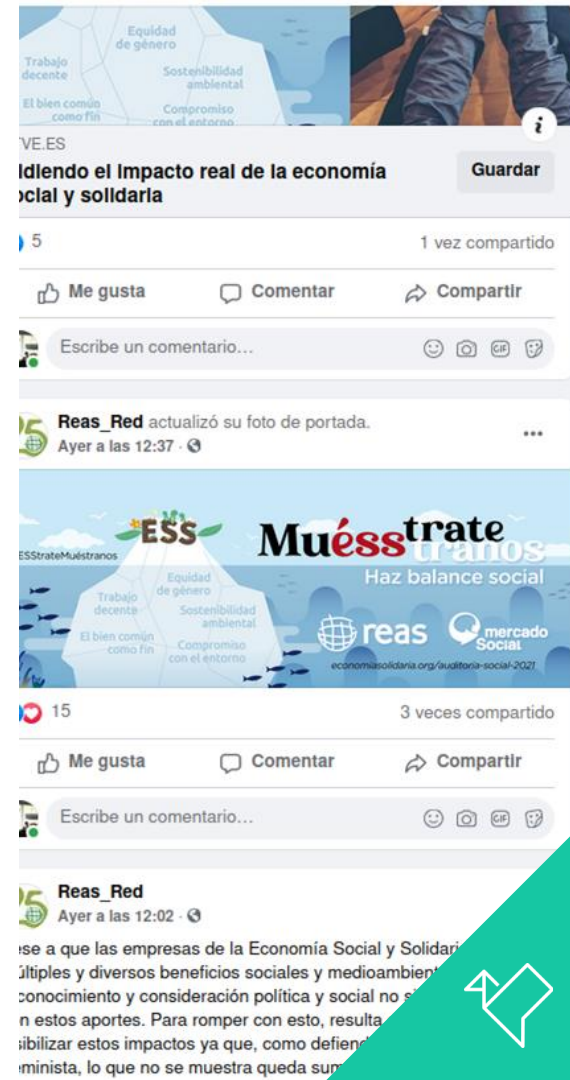 Equidad
de género
Trabajo
decente
Sostenibilidad
ambiental
El bien común
como fin
Compromiso
con el entorno
i
VE.ES
idiendo el impacto real de la economía
ocial y solidaria
Guardar
5
1 vez compartido
Me gusta Comentar Compartir
Escribe un comentario...
GIF
Reas_Red actualizó su foto de portada.
Ayer a las 12:37 ·
ESS
Muésstrate
tranos
ESStrateMuéstranos
Haz balance social
Equidad
de género
Trabajo
decente
Sostenibilidad
ambiental
El bien común
como fin
Compromiso
con el entorno
reas
mercado
Social
economiasolidaria.org/auditoria-social-2021
15
3 veces compartido
Me gusta Comentar Compartir
Escribe un comentario...
GIF
25
Reas_Red
Ayer a las 12:02 ·
ese a que las empresas de la Economía Social y Solidari
últiples y diversos beneficios sociales y medioambient
conocimiento y consideración política y social no
n estos aportes. Para romper con esto, resulta
sibilizar estos impactos ya que, como defiend
eminista, lo que no se muestra queda sum